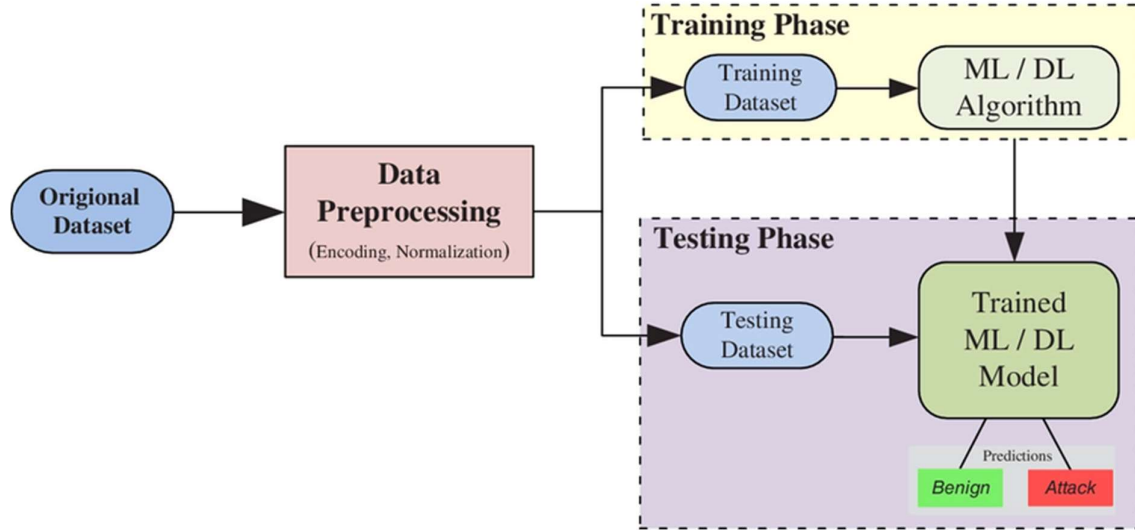 Origional
Dataset
Data
Preprocessing
(Encoding, Normalization)
Training Phase
Training
Dataset
ML / DL
Algorithm
Testing Phase
Testing
Dataset
Trained
ML / DL
Model
Predictions
Benign
Attack